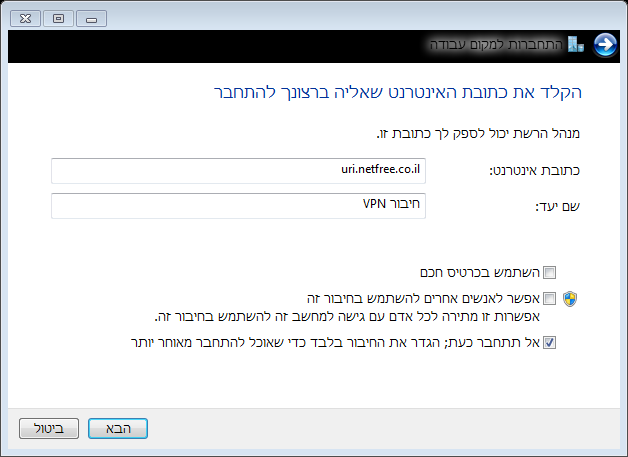 התחברות למקום עבודה
הקלד את כתובת האינטרנט שאליה ברצונך להתחבר
מנהל הרשת יכול לספק לך כתובת זו.
כתובת אינטרנט: uri.netfree.co.il
שם יעד: חיבור VPN
השתמש בכרטיס חכם
אפשר לאנשים אחרים להשתמש בחיבור זה
אפשרות זו מתירה לכל אדם עם גישה למחשב זה להשתמש בחיבור זה.
אל תתחבר כעת; הגדר את החיבור בלבד כדי שאוכל להתחבר מאוחר יותר
הבא ביטול